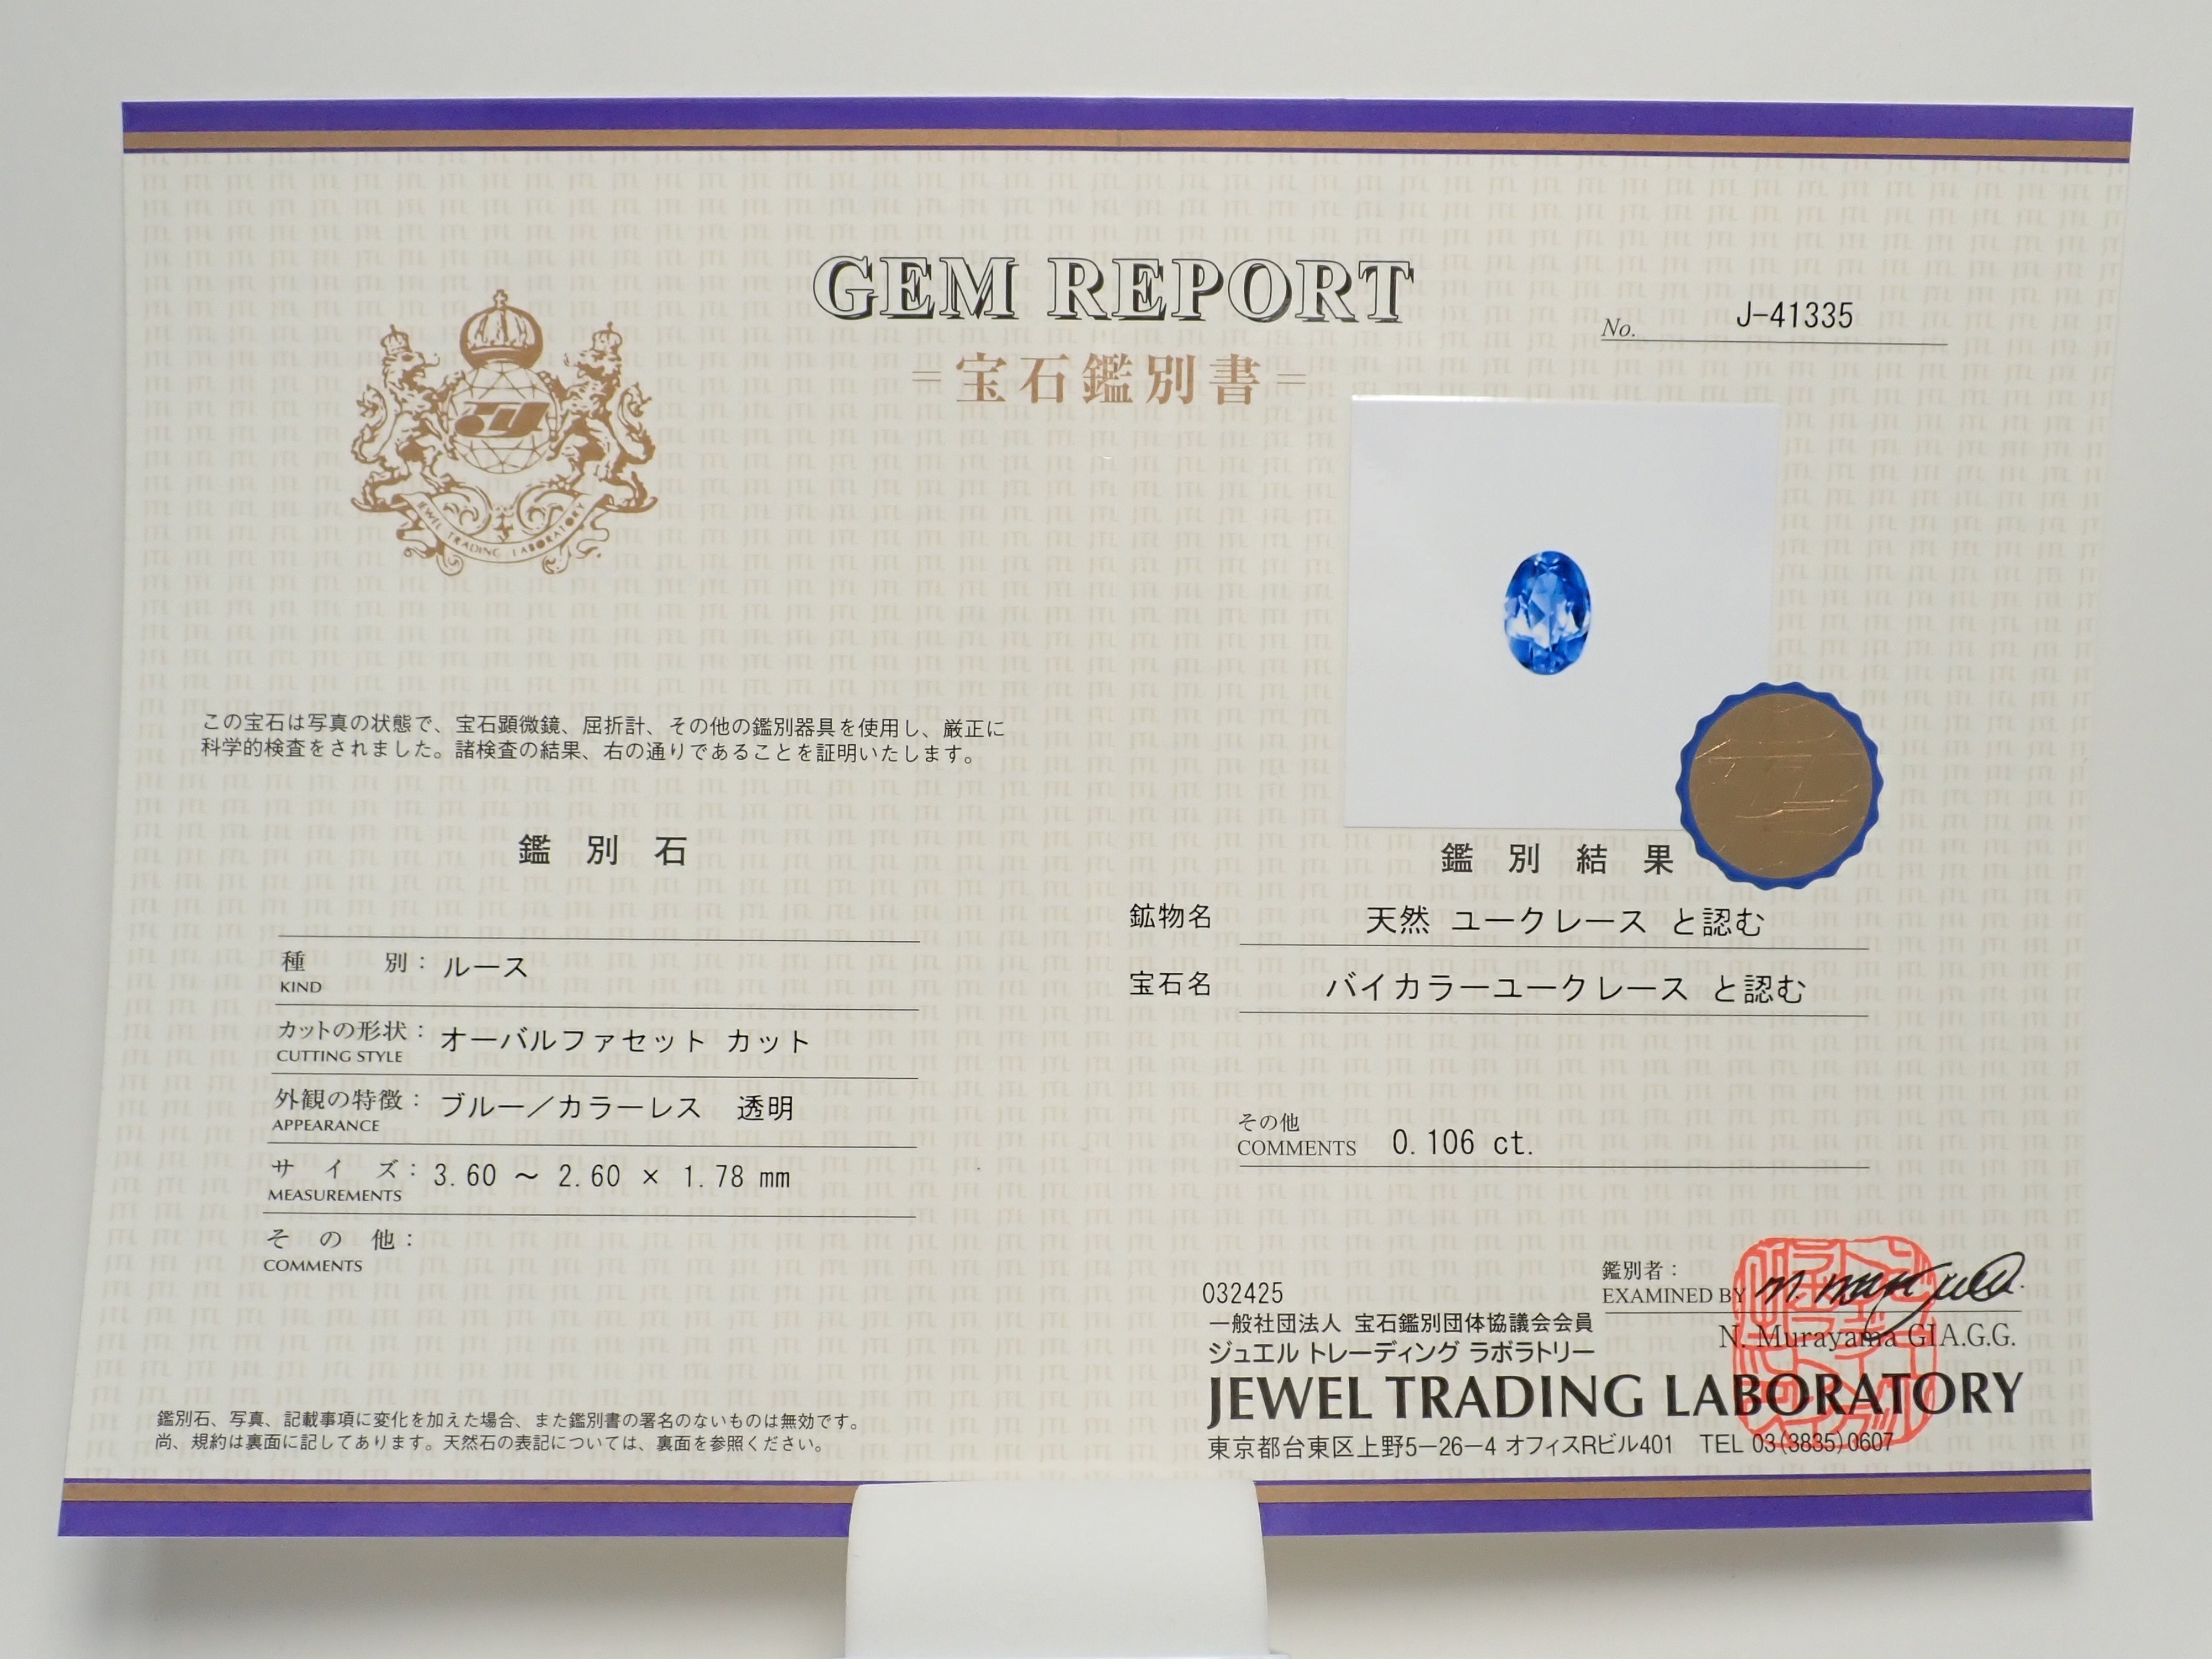 GEM REPORT
=宝石鑑別書=
No. J-41335
JEWEL TRADING LABORATORY
この宝石は写真の状態で、宝石顕微鏡、屈折計、その他の鑑別器具を使用し、厳正に
科学的検査をされました。諸検査の結果、右の通りであることを証明いたします。
鑑別石
種別: ルース
KIND
カットの形状: オーバルファセット カット
CUTTING STYLE
外観の特徴: ブルー/カラーレス 透明
APPEARANCE
サイズ: 3.60 ~ 2.60 × 1.78 mm
MEASUREMENTS
その他:
COMMENTS
鑑別石、写真、記載事項に変化を加えた場合、また鑑別書の署名のないものは無効です。
尚、規約は裏面に記してあります。天然石の表記については、裏面を参照ください。
鑑別結果
鉱物名 天然 ユークレース と認む
宝石名 バイカラーユークレース と認む
その他
COMMENTS 0.106 ct.
鑑別者:
EXAMINED BY
N. Murayama GIA.G.G.
032425
一般社団法人 宝石鑑別団体協議会会員
ジュエル トレーディング ラボラトリー
JEWEL TRADING LABORATORY
東京都台東区上野5-26-4 オフィスRビル401 TEL 03(3835)0607